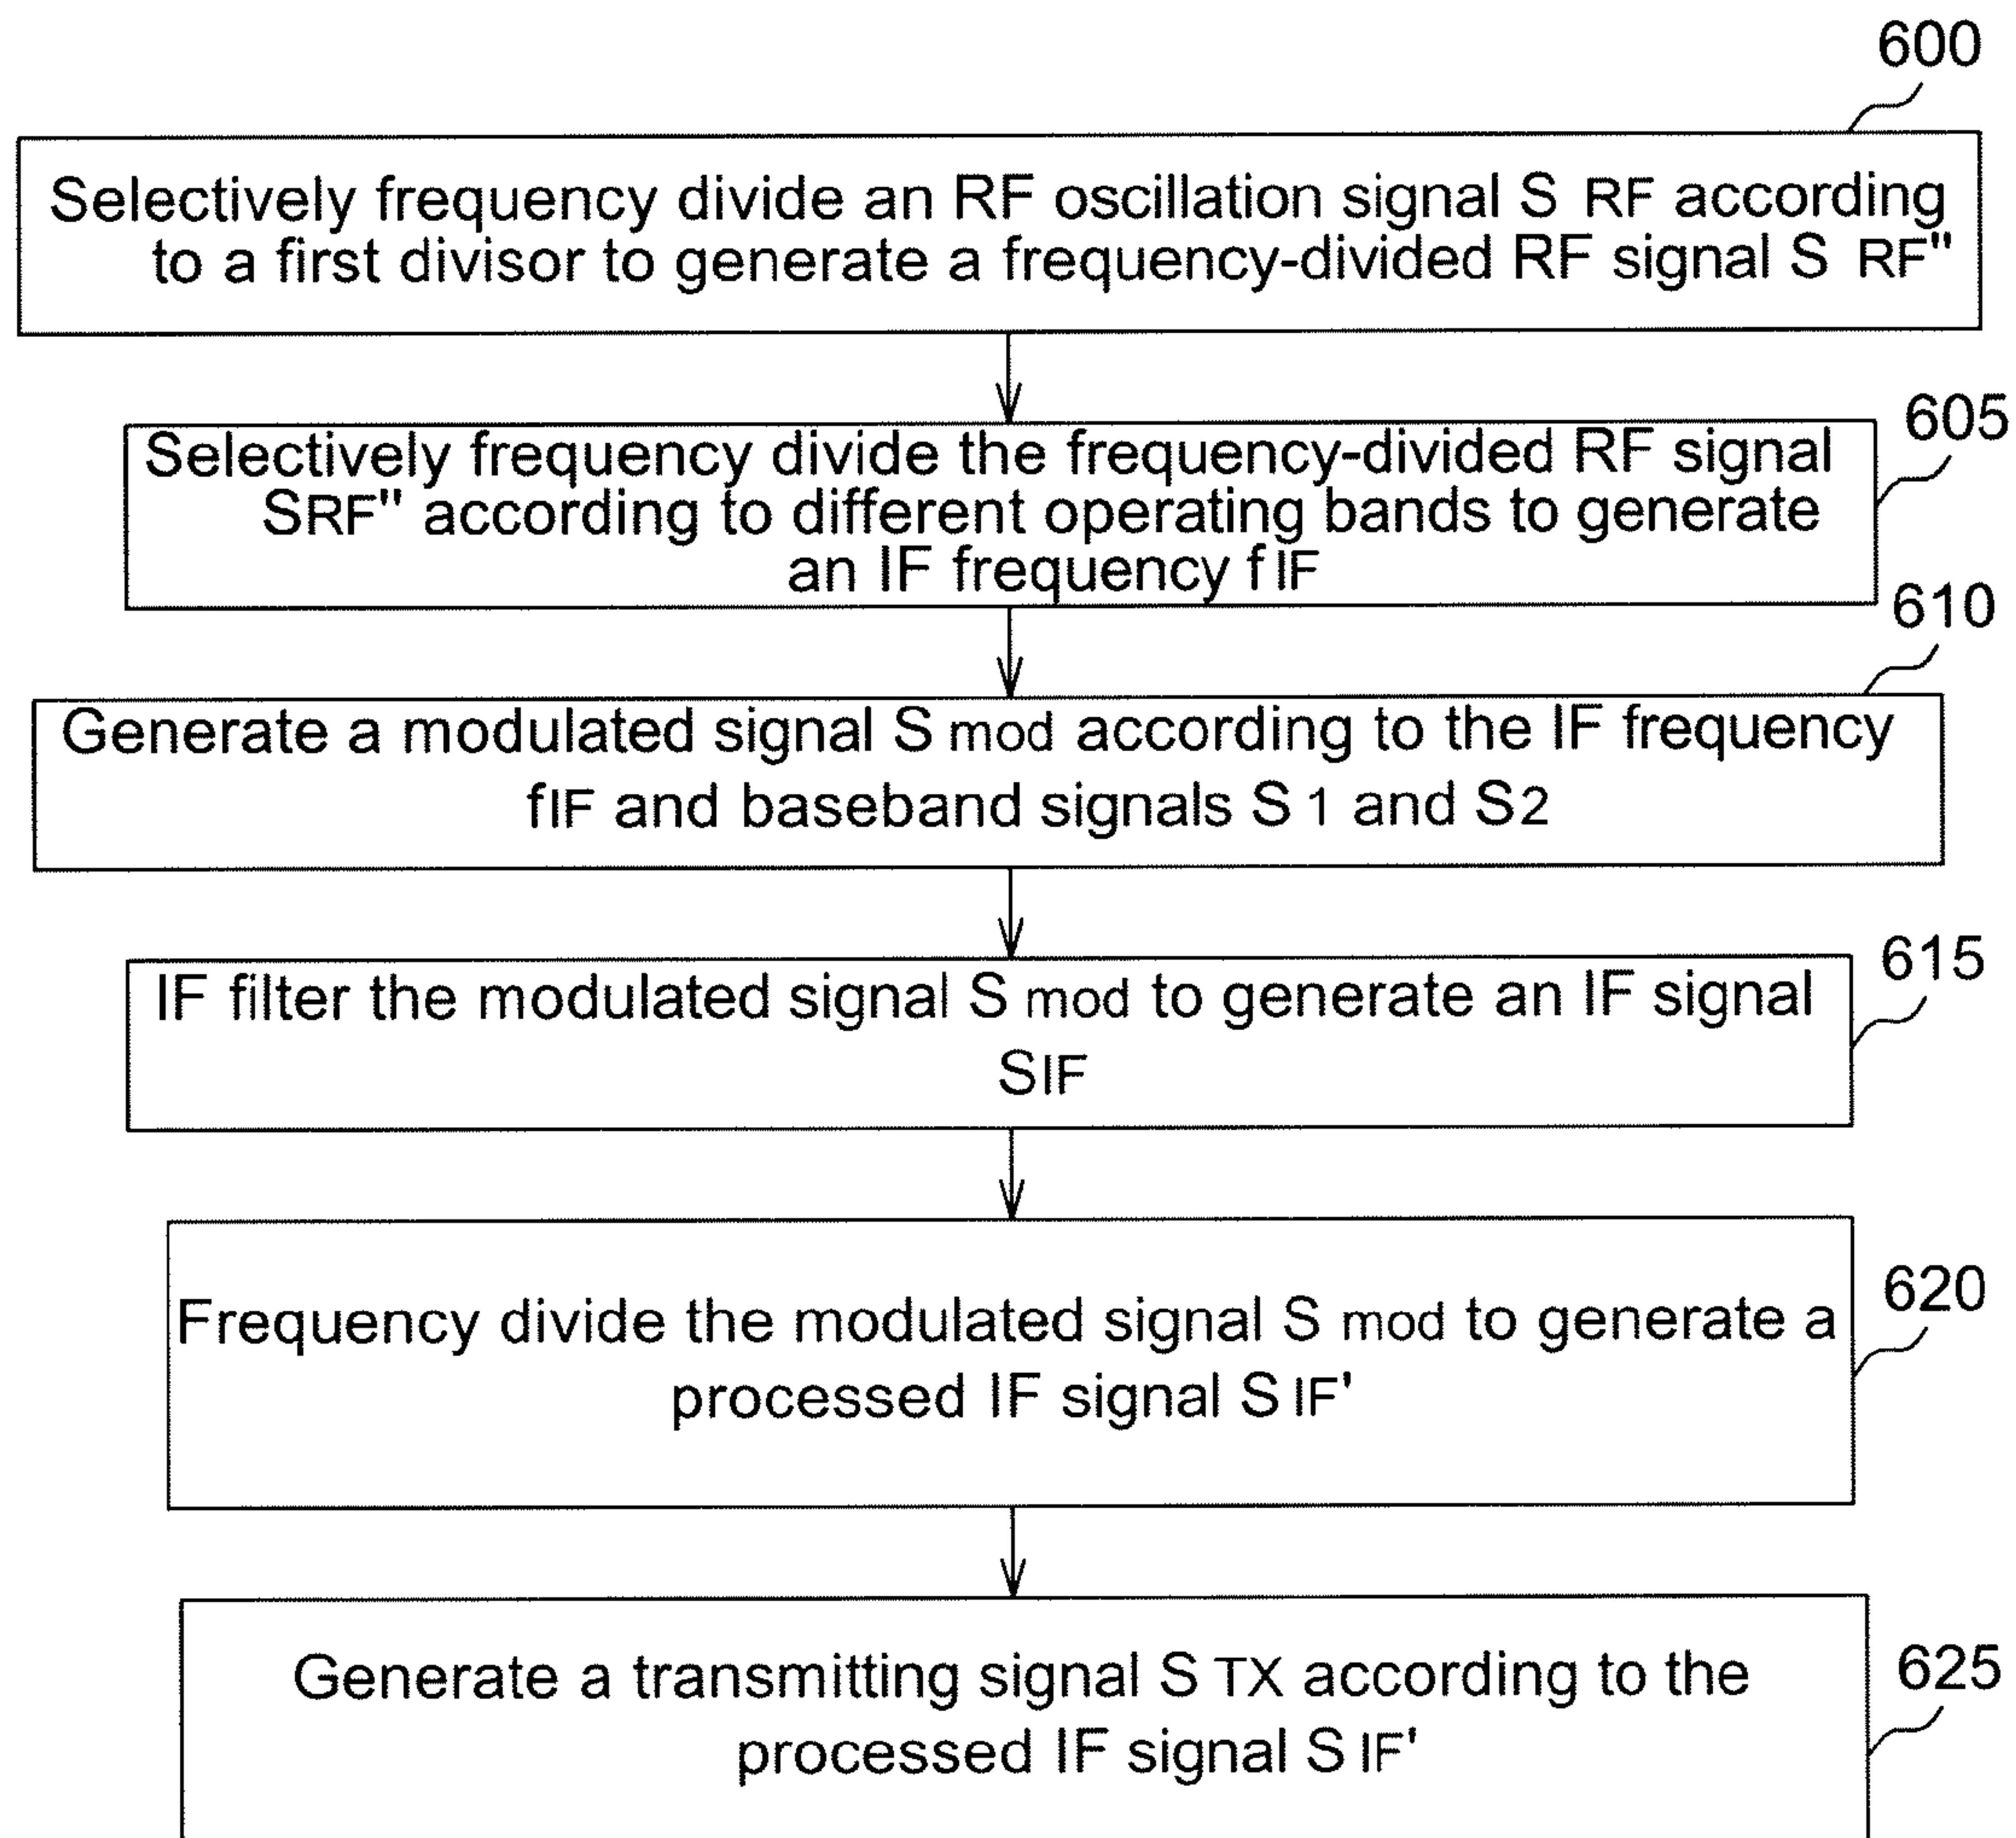 600
Selectively frequency divide an RF oscillation signal S RF according
to a first divisor to generate a frequency-divided RF signal S RF"
605
Selectively frequency divide the frequency-divided RF signal
SRF" according to different operating bands to generate
an IF frequency fIF
610
Generate a modulated signal S mod according to the IF frequency
fIF and baseband signals S 1 and S2
615
IF filter the modulated signal S mod to generate an IF signal
SIF
620
Frequency divide the modulated signal S mod to generate a
processed IF signal S IF'
625
Generate a transmitting signal S TX according to the
processed IF signal S IF'